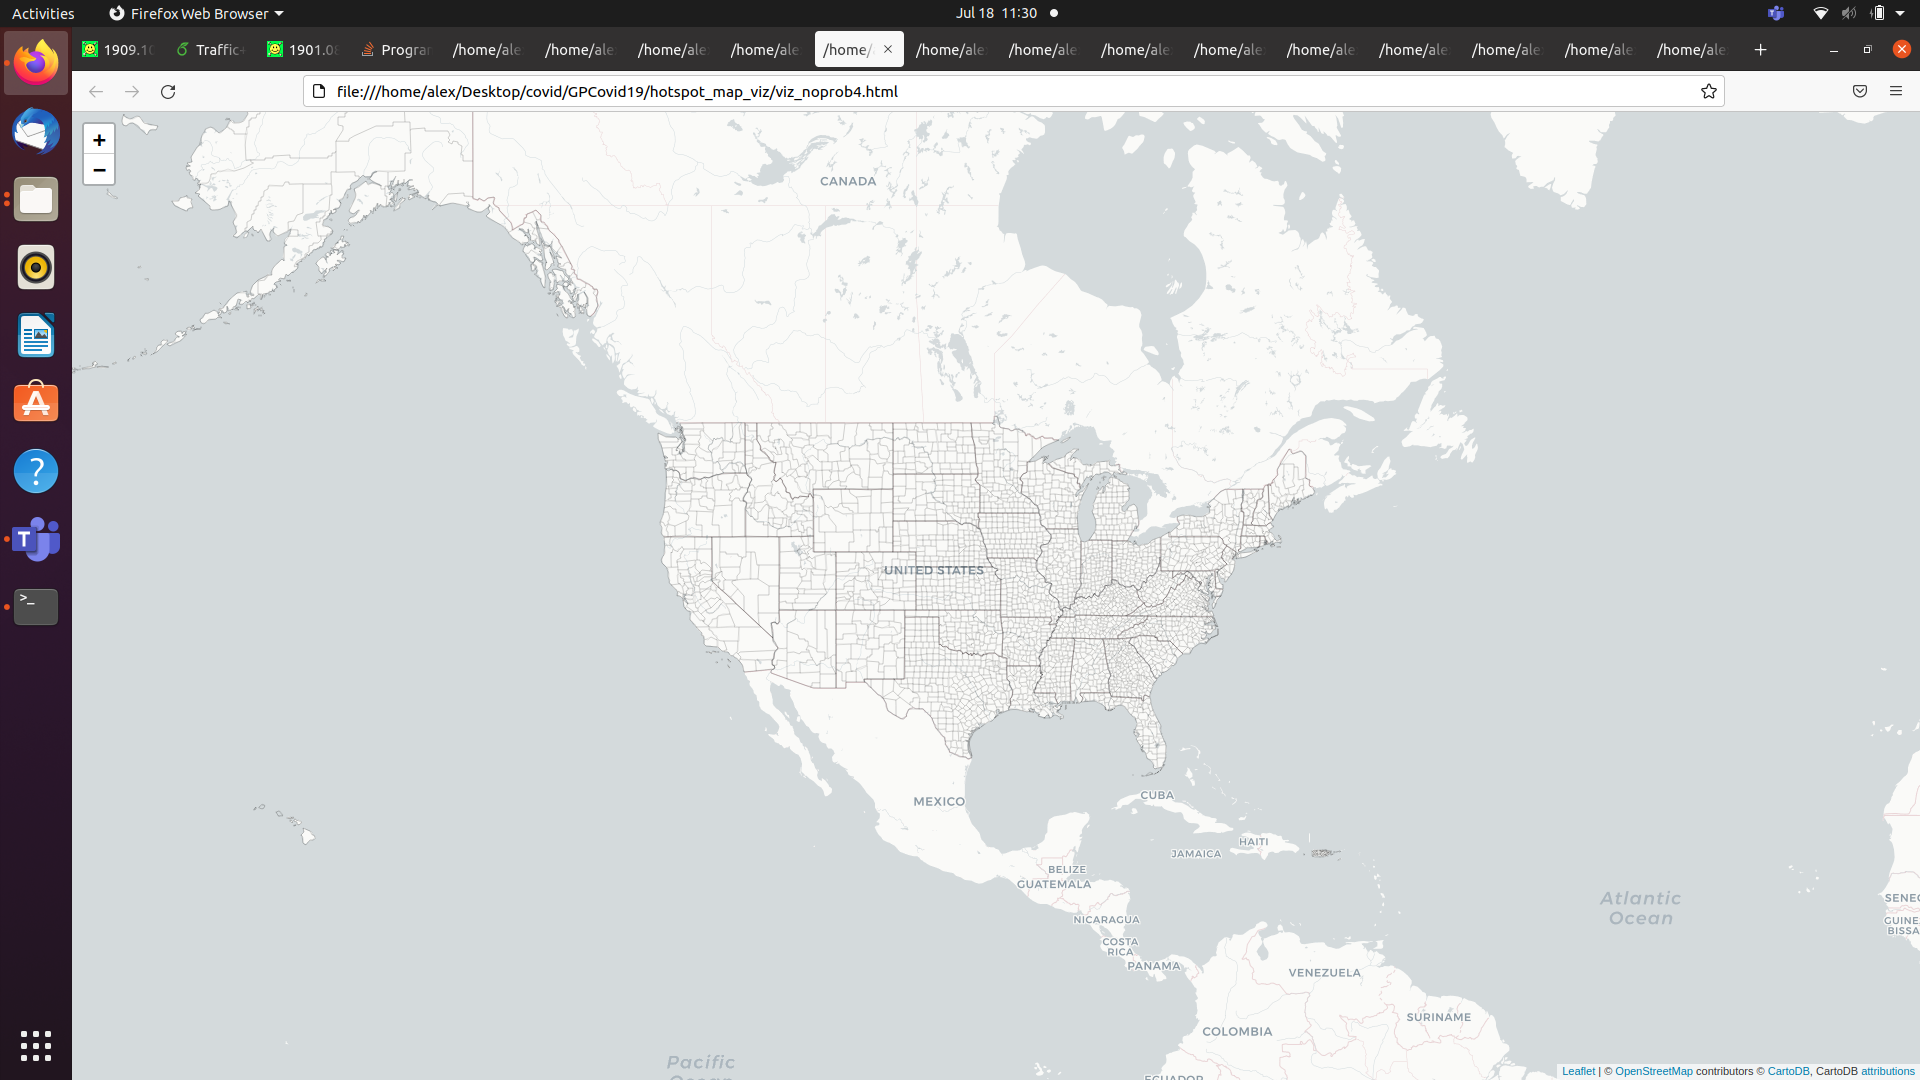 Activities
Firefox Web Browser
Jul 18 11:30
1909.10
Traffic
1901.08
Program
/home/ale
/home/ale
/home/ale
/home/ale
/home/
/home/ale
/home/ale
/home/ale
/home/ale
/home/ale
/home/ale
/home/ale
/home/ale
/home/ale
file:///home/alex/Desktop/covid/GPCovid19/hotspot_map_viz/viz_noprob4.html
+
−
CANADA
UNITED STATES
MEXICO
CUBA
HAITI
JAMAICA
BELIZE
GUATEMALA
NICARAGUA
COSTA
RICA
PANAMA
VENEZUELA
SURINAME
COLOMBIA
ECUADOR
Atlantic
Ocean
Pacific
Ocean
SENEG
GUINE
BISSA
Leaflet | © OpenStreetMap contributors © CartoDB, CartoDB attributions